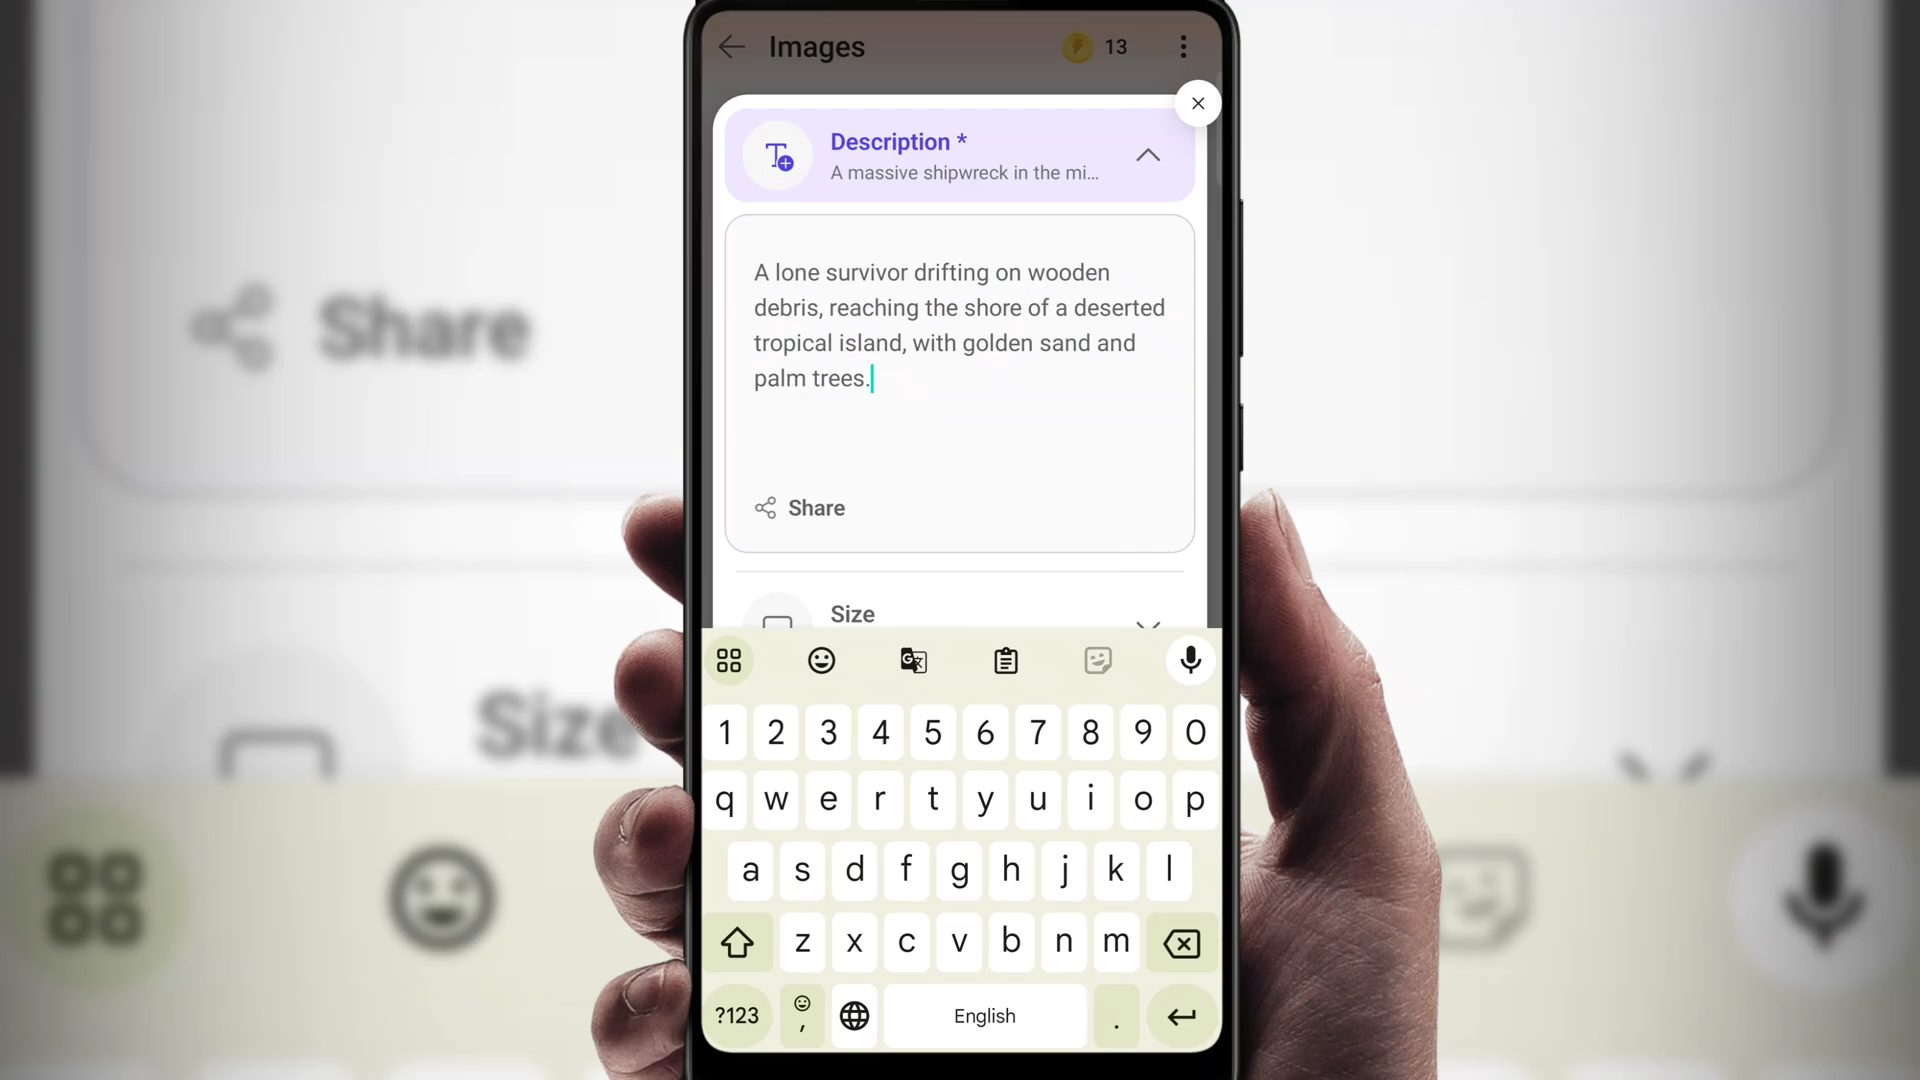 Images
13
Description *
A massive shipwreck in the mi...
A lone survivor drifting on wooden
debris, reaching the shore of a deserted
tropical island, with golden sand and
palm trees.
Share
Size
1 2 3 4 5 6 7 8 9 0
q w e r t y u i o p
a s d f g h j k l
z x c v b n m
?123 , English .
Share
Size